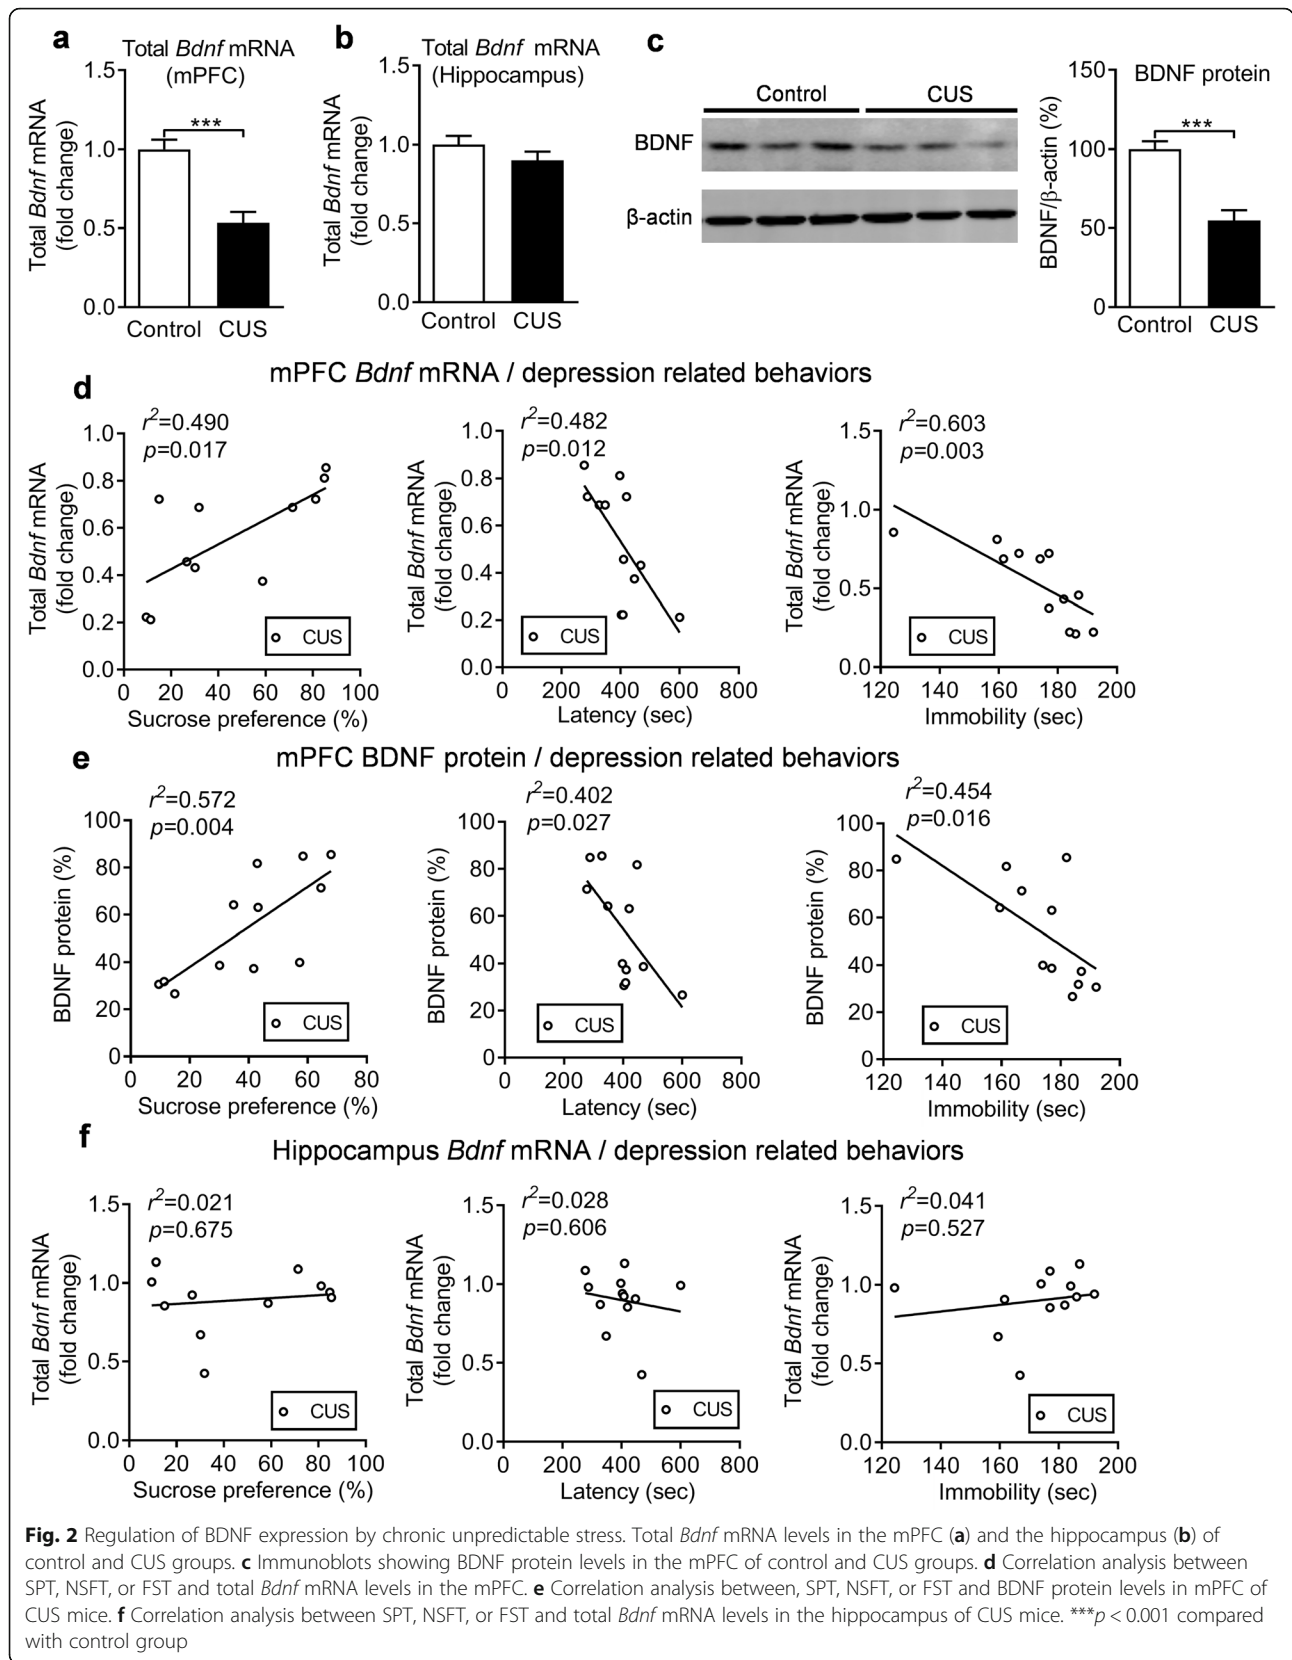 a
Total Bdnf mRNA
(mPFC)
Total Bdnf mRNA
(fold change)
1.5
1.0
0.5
0.0
***
Control CUS
b
Total Bdnf mRNA
(Hippocampus)
Total Bdnf mRNA
(fold change)
1.5
1.0
0.5
0.0
Control CUS
c
Control CUS
BDNF
β-actin
BDNF protein
BDNF/β-actin (%)
150
100
50
0
***
Control CUS
mPFC Bdnf mRNA / depression related behaviors
d
r2=0.490
p=0.017
Total Bdnf mRNA
(fold change)
1.0
0.8
0.6
0.4
0.2
0.0
CUS
0 20 40 60 80 100
Sucrose preference (%)
r2=0.482
p=0.012
Total Bdnf mRNA
(fold change)
1.0
0.8
0.6
0.4
0.2
0.0
CUS
0 200 400 600 800
Latency (sec)
r2=0.603
p=0.003
Total Bdnf mRNA
(fold change)
1.5
1.0
0.5
0.0
CUS
120 140 160 180 200
Immobility (sec)
e
mPFC BDNF protein / depression related behaviors
r2=0.572
p=0.004
BDNF protein (%)
100
80
60
40
20
0
CUS
0 20 40 60 80
Sucrose preference (%)
r2=0.402
p=0.027
BDNF protein (%)
100
80
60
40
20
0
CUS
0 200 400 600 800
Latency (sec)
r2=0.454
p=0.016
BDNF protein (%)
100
80
60
40
20
0
CUS
120 140 160 180 200
Immobility (sec)
f
Hippocampus Bdnf mRNA / depression related behaviors
r2=0.021
p=0.675
Total Bdnf mRNA
(fold change)
1.5
1.0
0.5
0.0
CUS
0 20 40 60 80 100
Sucrose preference (%)
r2=0.028
p=0.606
Total Bdnf mRNA
(fold change)
1.5
1.0
0.5
0.0
CUS
0 200 400 600 800
Latency (sec)
r2=0.041
p=0.527
Total Bdnf mRNA
(fold change)
1.5
1.0
0.5
0.0
CUS
120 140 160 180 200
Immobility (sec)
Fig. 2 Regulation of BDNF expression by chronic unpredictable stress. Total Bdnf mRNA levels in the mPFC (a) and the hippocampus (b) of
control and CUS groups. c Immunoblots showing BDNF protein levels in the mPFC of control and CUS groups. d Correlation analysis between
SPT, NSFT, or FST and total Bdnf mRNA levels in the mPFC. e Correlation analysis between, SPT, NSFT, or FST and BDNF protein levels in mPFC of
CUS mice. f Correlation analysis between SPT, NSFT, or FST and total Bdnf mRNA levels in the hippocampus of CUS mice. ***p < 0.001 compared
with control group